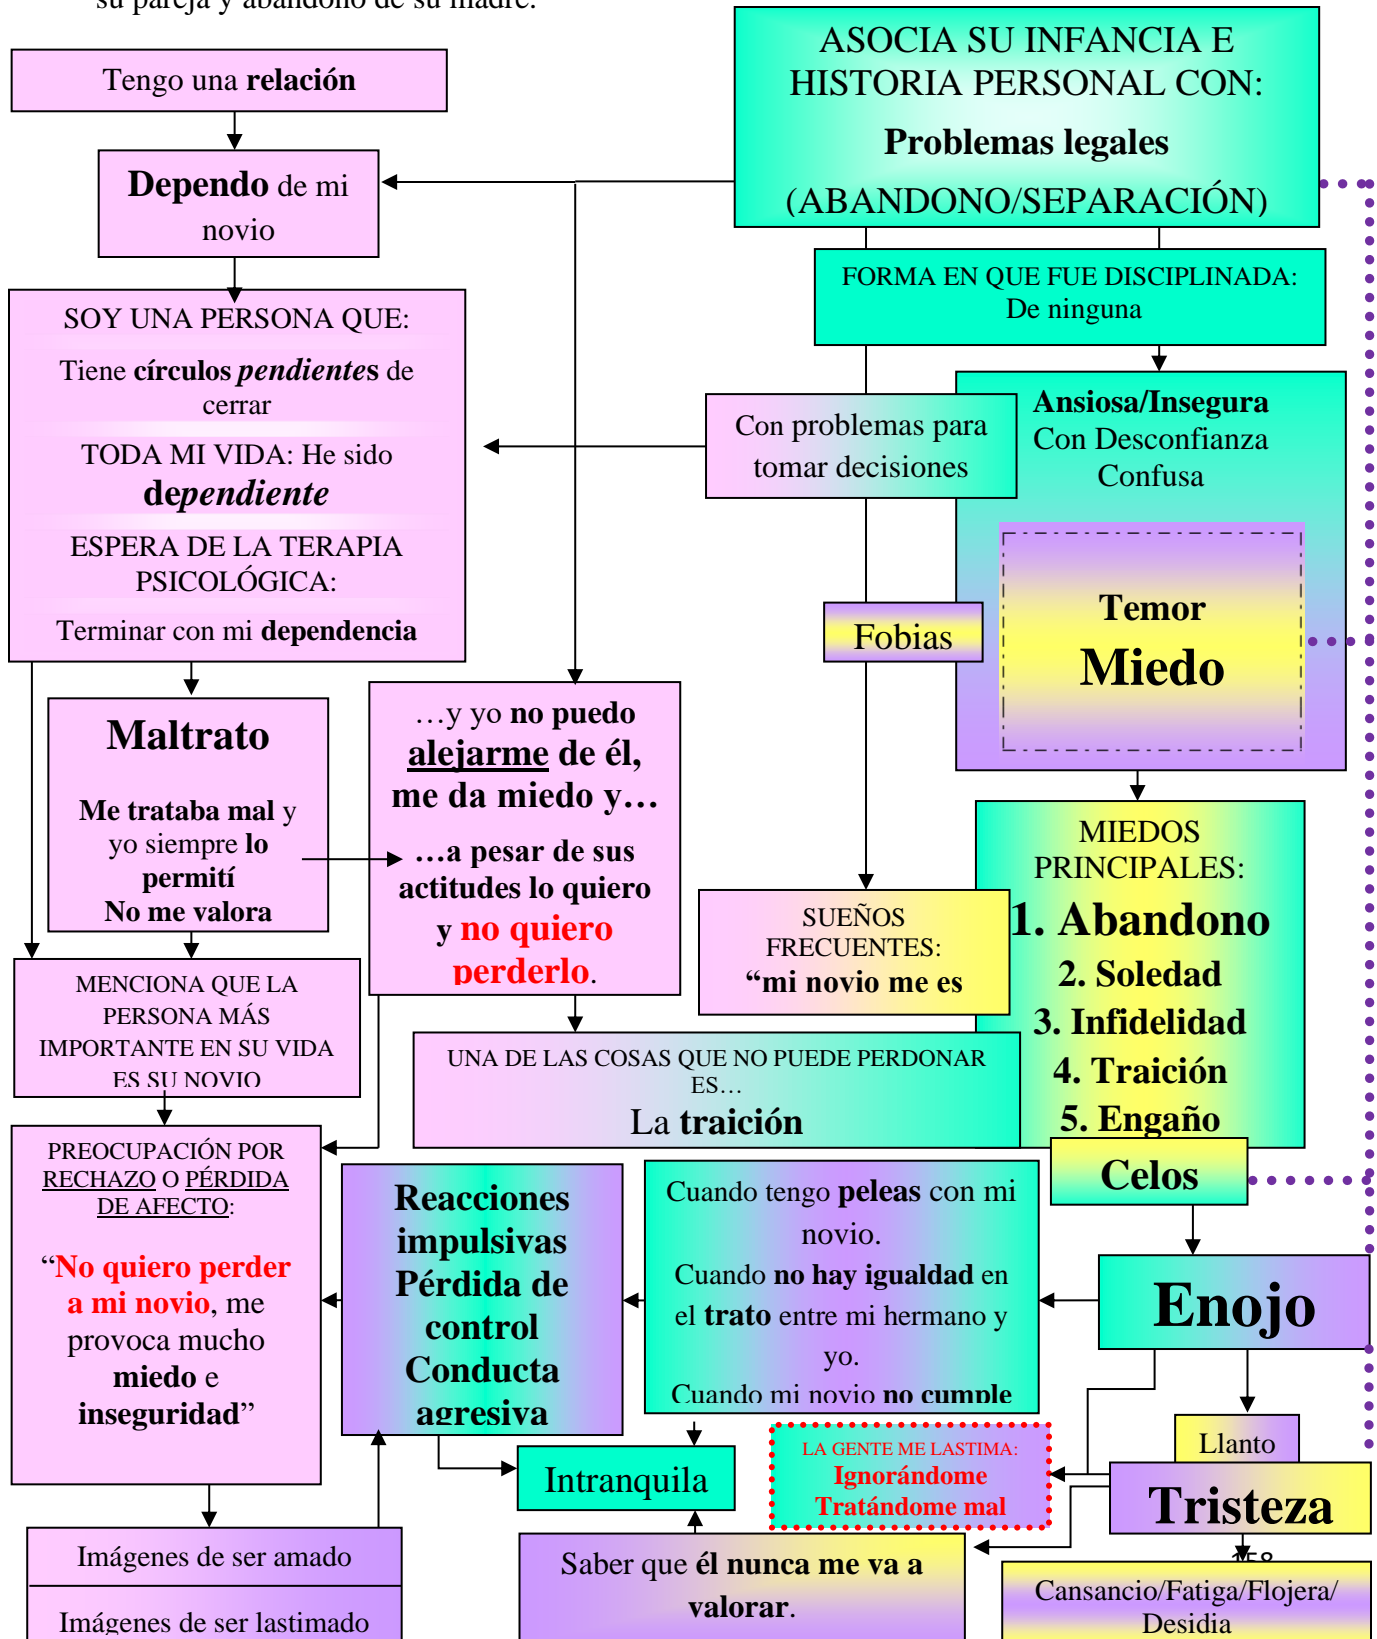 su pareja y abandono de su madre.
Tengo una relación
Dependo de mi
novio
SOY UNA PERSONA QUE:
Tiene círculos pendientes de
cerrar
TODA MI VIDA: He sido
dependiente
ESPERA DE LA TERAPIA
PSICOLÓGICA:
Terminar con mi dependencia
Maltrato
Me trataba mal y
yo siempre lo
permití
No me valora
MENCIONA QUE LA
PERSONA MÁS
IMPORTANTE EN SU VIDA
ES SU NOVIO
PREOCUPACIÓN POR
RECHAZO O PÉRDIDA
DE AFECTO:
“No quiero perder
a mi novio, me
provoca mucho
miedo e
inseguridad”
Imágenes de ser amado
Imágenes de ser lastimado
…y yo no puedo
alejarme de él,
me da miedo y…
…a pesar de sus
actitudes lo quiero
y no quiero
perderlo.
ASOCIA SU INFANCIA E
HISTORIA PERSONAL CON:
Problemas legales
(ABANDONO/SEPARACIÓN)
FORMA EN QUE FUE DISCIPLINADA:
De ninguna
Con problemas para
tomar decisiones
Ansiosa/Insegura
Con Desconfianza
Confusa
Temor
Miedo
Fobias
SUEÑOS
FRECUENTES:
“mi novio me es
MIEDOS
PRINCIPALES:
1. Abandono
2. Soledad
3. Infidelidad
4. Traición
5. Engaño
UNA DE LAS COSAS QUE NO PUEDE PERDONAR
ES…
La traición
Celos
Enojo
Cuando tengo peleas con mi
novio.
Cuando no hay igualdad en
el trato entre mi hermano y
yo.
Cuando mi novio no cumple
Reacciones
impulsivas
Pérdida de
control
Conducta
agresiva
Intranquila
LA GENTE ME LASTIMA:
Ignorándome
Tratándome mal
Llanto
Tristeza
Saber que él nunca me va a
valorar.
158
Cansancio/Fatiga/Flojera/
Desidia